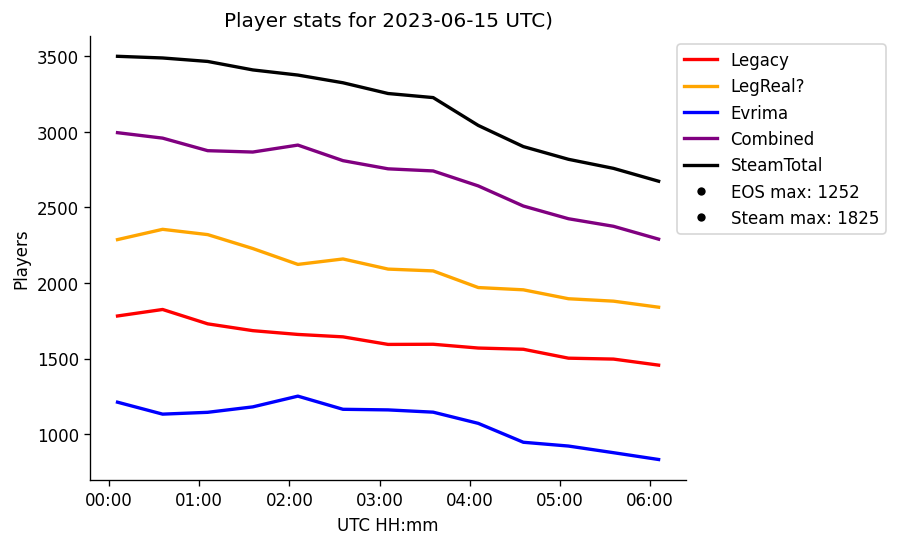 Player stats for 2023-06-15 UTC)
3500
3000
2500
2000
1500
1000
Players
00:00 01:00 02:00 03:00 04:00 05:00 06:00
UTC HH:mm
Legacy
LegReal?
Evrima
Combined
SteamTotal
EOS max: 1252
Steam max: 1825